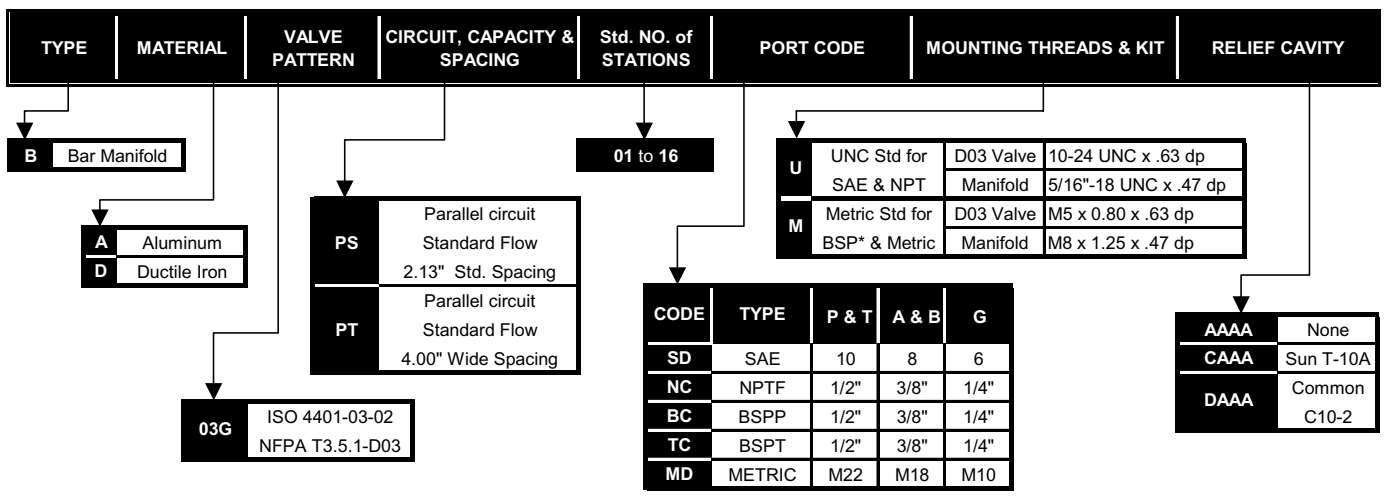 TYPE MATERIAL VALVE PATTERN CIRCUIT, CAPACITY & SPACING Std. NO. of STATIONS PORT CODE MOUNTING THREADS & KIT RELIEF CAVITY
B Bar Manifold
A Aluminum
D Ductile Iron
03G ISO 4401-03-02
NFPA T3.5.1-D03
PS Parallel circuit
Standard Flow
2.13" Std. Spacing
PT Parallel circuit
Standard Flow
4.00" Wide Spacing
01 to 16
CODE TYPE P & T A & B G
SD SAE 10 8 6
NC NPTF 1/2" 3/8" 1/4"
BC BSPP 1/2" 3/8" 1/4"
TC BSPT 1/2" 3/8" 1/4"
MD METRIC M22 M18 M10
U UNC Std for D03 Valve 10-24 UNC x .63 dp
SAE & NPT Manifold 5/16"-18 UNC x .47 dp
M Metric Std for D03 Valve M5 x 0.80 x .63 dp
BSP* & Metric Manifold M8 x 1.25 x .47 dp
AAAA None
CAAA Sun T-10A
DAAA Common
C10-2